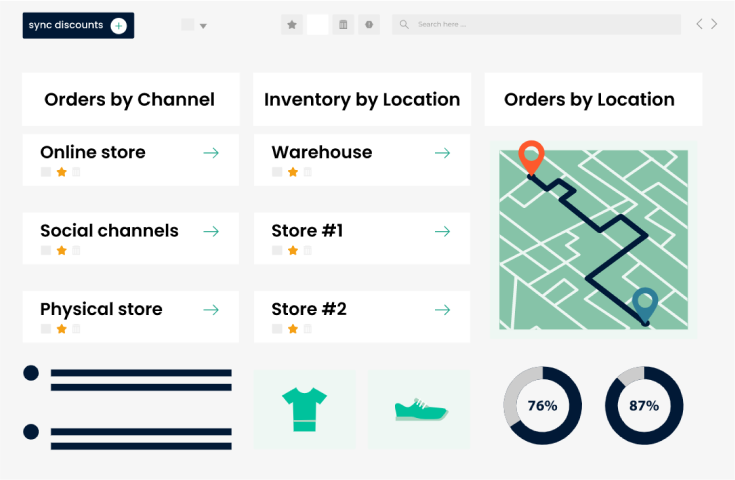 sync discounts
Search here ...
Orders by Channel
Inventory by Location
Orders by Location
Online store
Warehouse
Social channels
Store #1
Physical store
Store #2
76%
87%